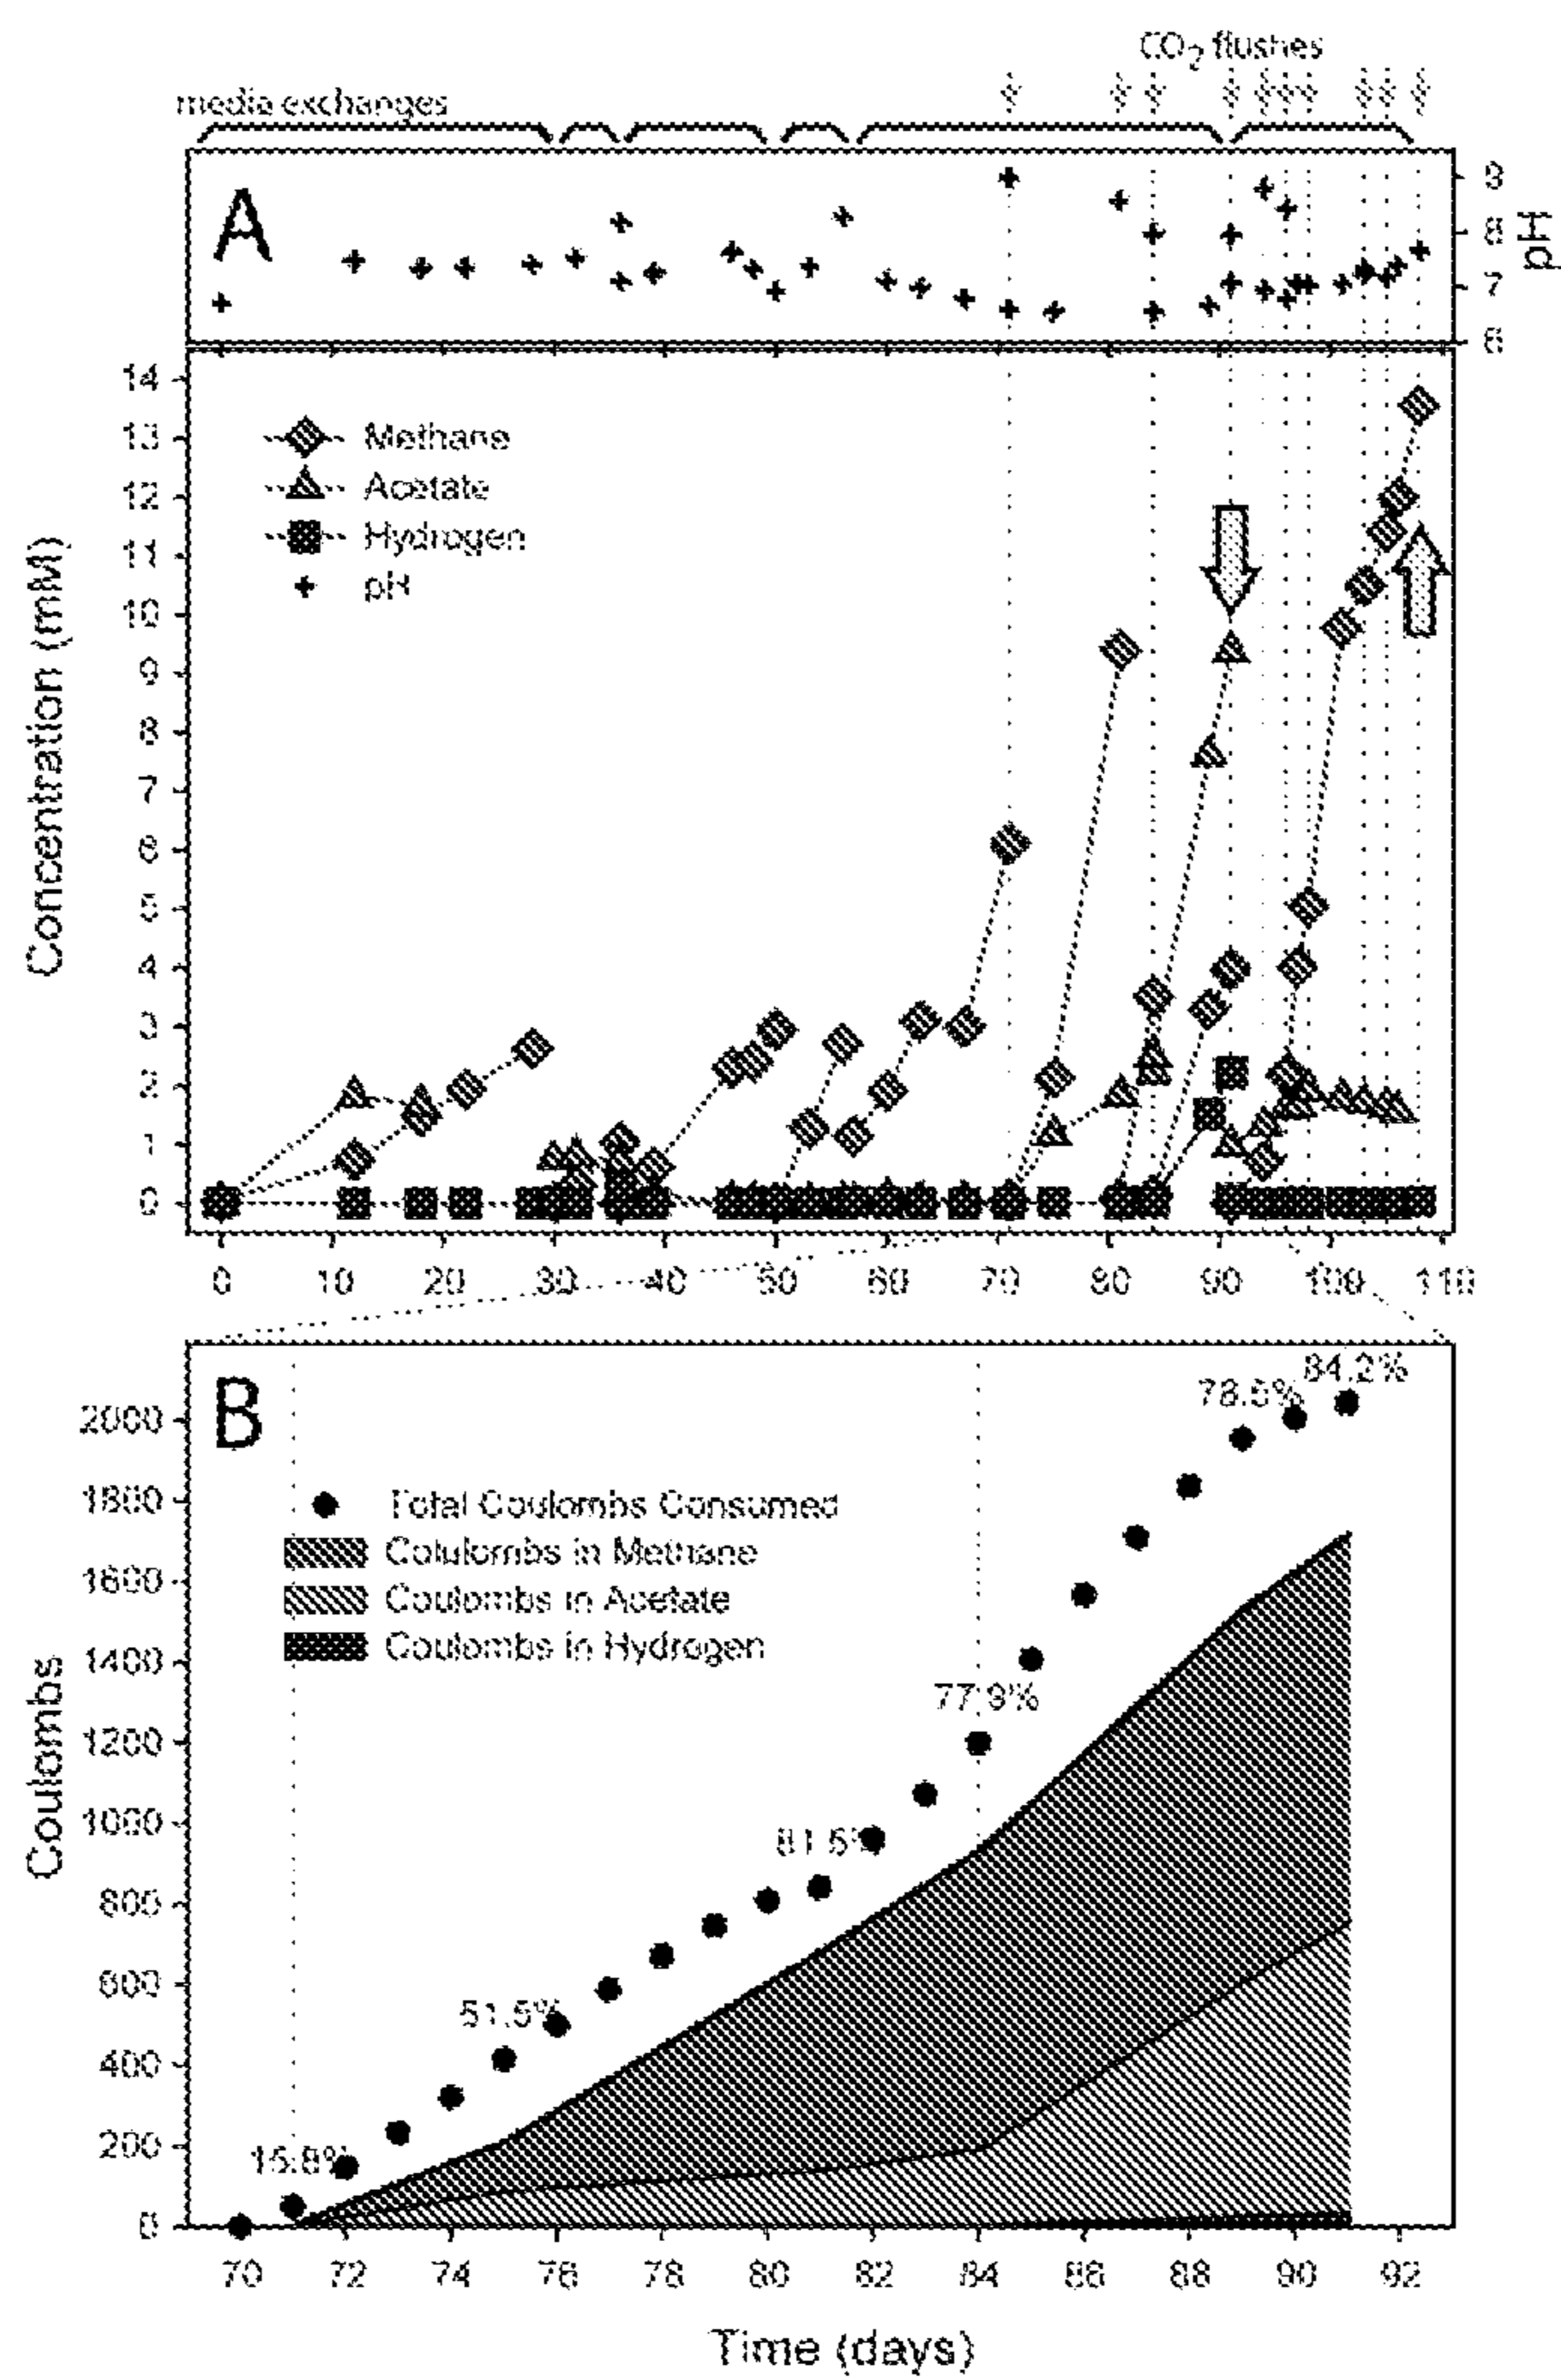 CO2 flushes
media exchanges
A
9
8
7
6
pH
14
13
12
11
10
9
8
7
6
5
4
3
2
1
0
Concentration (mM)
Methane
Acetate
Hydrogen
pH
0 10 20 30 40 50 60 70 80 90 100 110
B
84.2%
78.5%
77.9%
81.6%
51.5%
15.8%
Total Coulombs Consumed
Colulombs in Methane
Coulombs in Acetate
Coulombs in Hydrogen
2000
1800
1600
1400
1200
1000
800
600
400
200
0
Coulombs
70 72 74 76 78 80 82 84 86 88 90 92
Time (days)